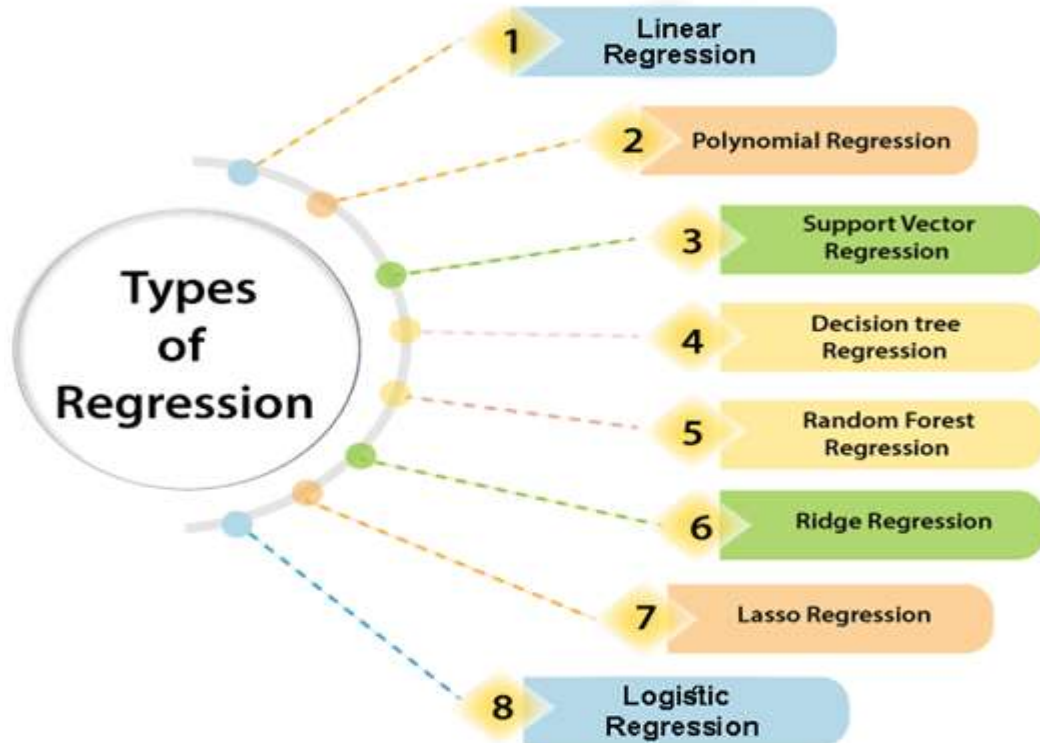 Types
of
Regression
1
Linear
Regression
2
Polynomial Regression
3
Support Vector
Regression
4
Decision tree
Regression
5
Random Forest
Regression
6
Ridge Regression
7
Lasso Regression
8
Logistic
Regression